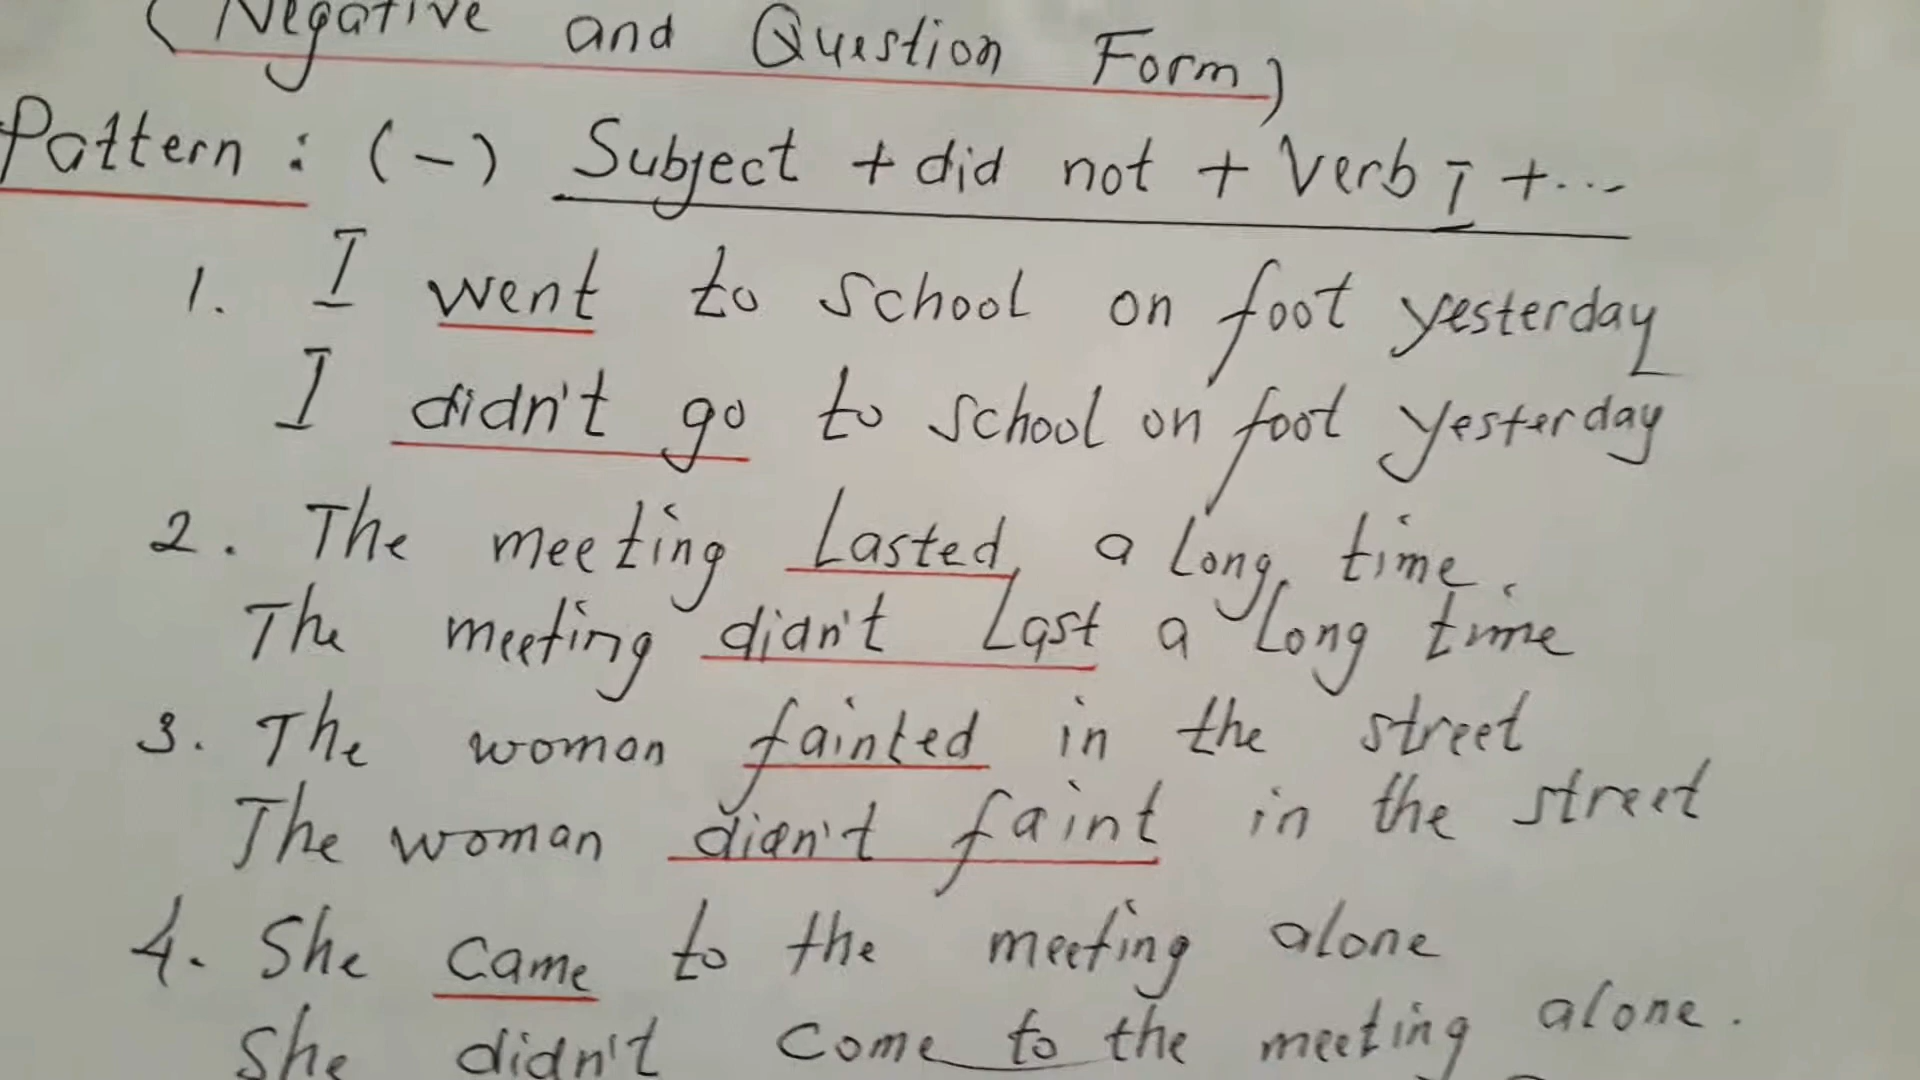 (Negative and Question Form)
Pattern : (-) Subject + did not + Verb I +...
1. I went to school on foot yesterday
I didn't go to school on foot yesterday
2. The meeting Lasted a Long time.
The meeting didn't Last a Long time
3. The woman fainted in the street
The woman didn't faint in the street
4. She came to the meeting alone
She didn't come to the meeting alone.